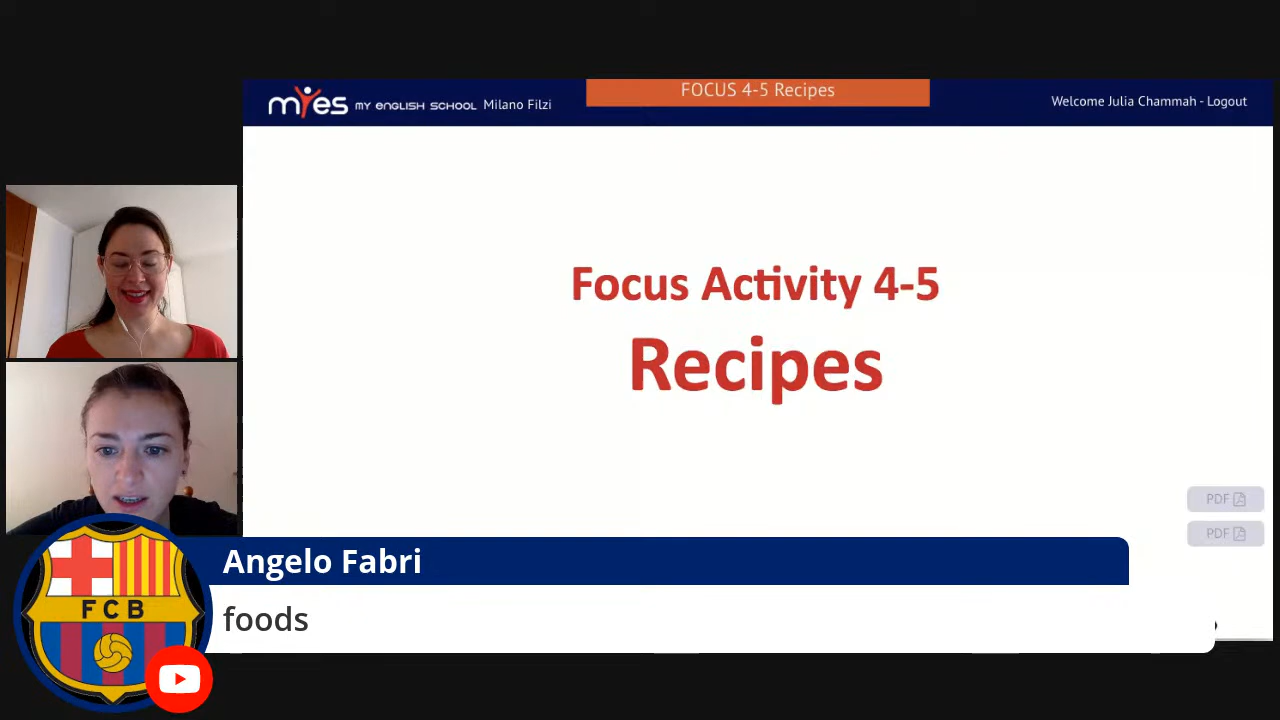 myes MY ENGLISH SCHOOL Milano Filzi
FOCUS 4-5 Recipes
Welcome Julia Chammah - Logout
Focus Activity 4-5
Recipes
PDF
PDF
Angelo Fabri
foods
FCB